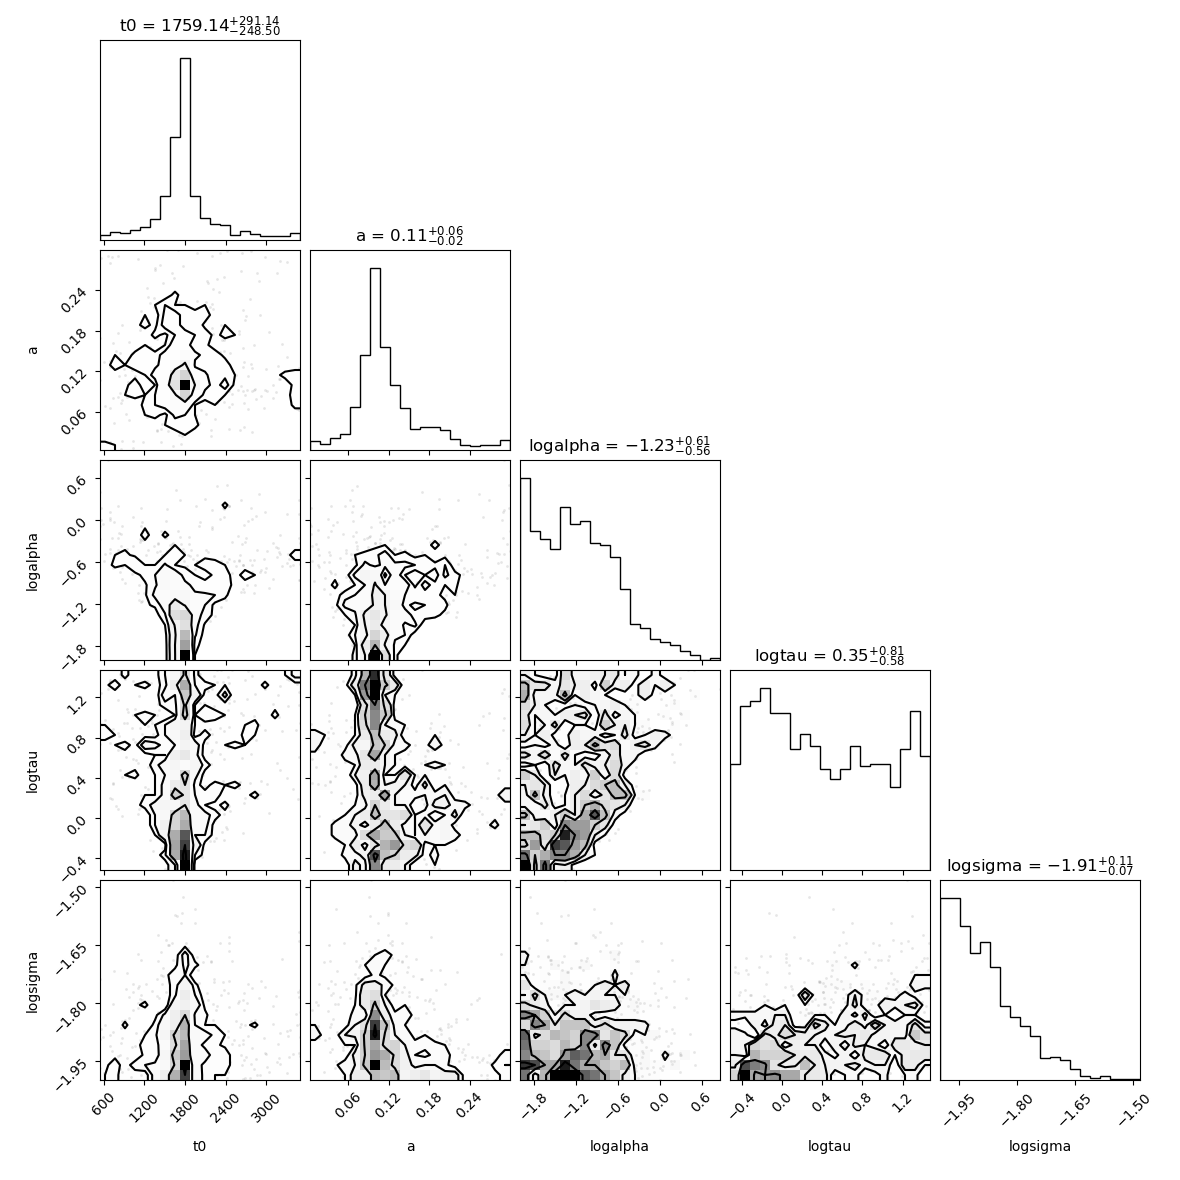 t0 = 1759.14+291.14−248.50
a = 0.11+0.06−0.02
0.24
0.18
0.12
0.06
a
logalpha = −1.23+0.61−0.56
0.6
0.0
−0.6
−1.2
−1.8
logalpha
logtau = 0.35+0.81−0.58
1.2
0.8
0.4
0.0
−0.4
logtau
logsigma = −1.91+0.11−0.07
−1.50
−1.65
−1.80
−1.95
logsigma
600 1200 1800 2400 3000 0.06 0.12 0.18 0.24 −1.8 −1.2 −0.6 0.0 0.6 −0.4 0.0 0.4 0.8 1.2 −1.95 −1.80 −1.65 −1.50
t0 a logalpha logtau logsigma